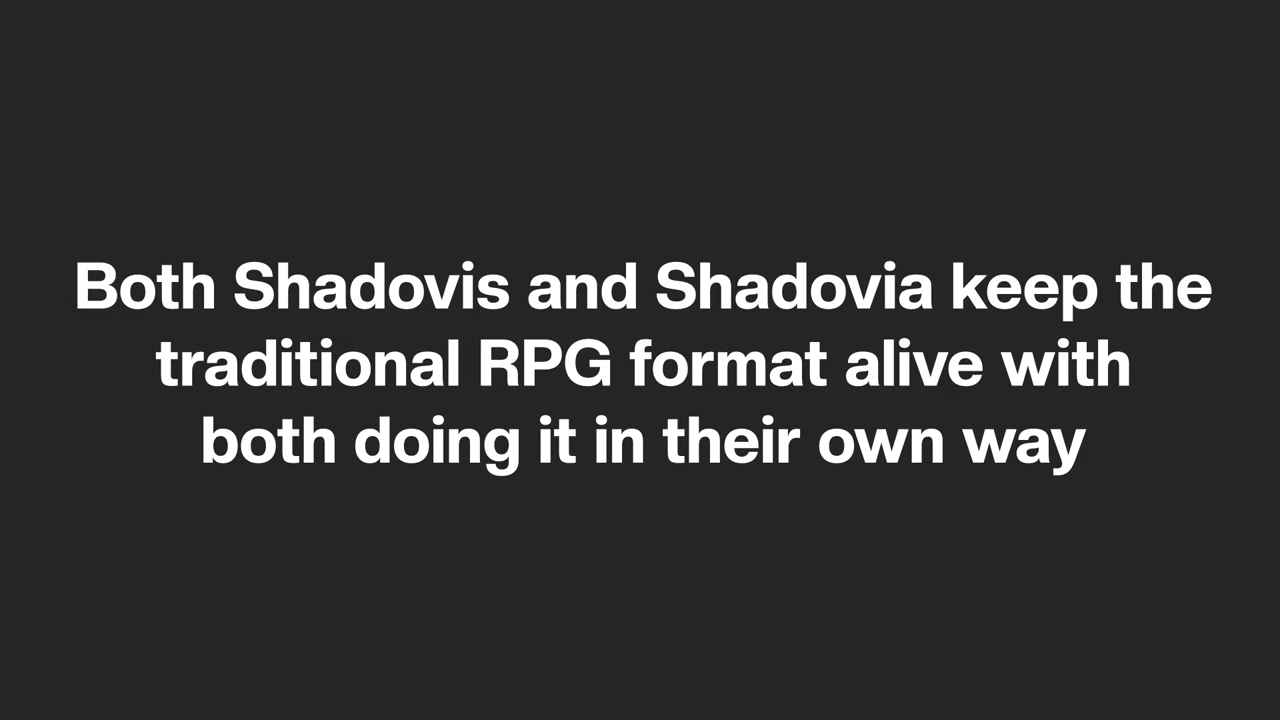 Both Shadovis and Shadovia keep the
traditional RPG format alive with
both doing it in their own way